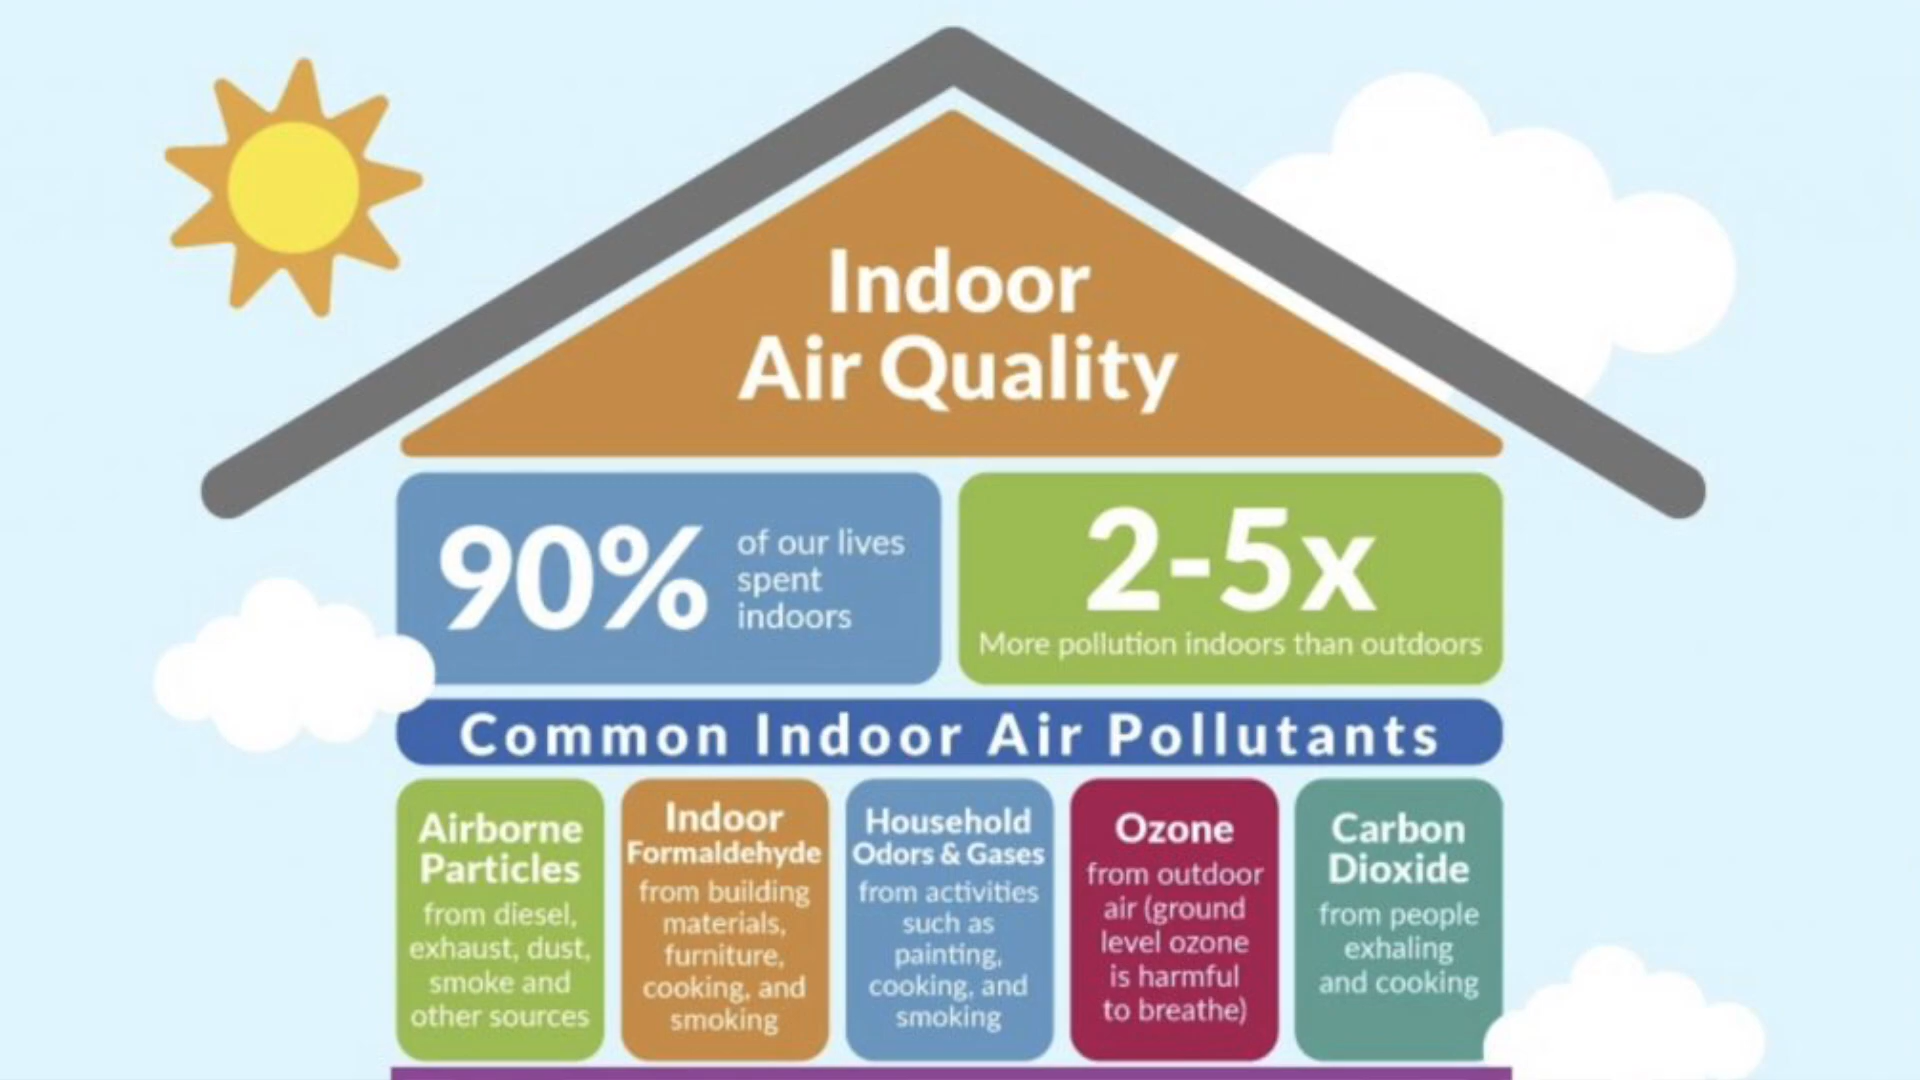 Indoor
Air Quality
90%
of our lives
spent
indoors
2-5x
More pollution indoors than outdoors
Common Indoor Air Pollutants
Airborne
Particles
from diesel,
exhaust, dust,
smoke and
other sources
Indoor
Formaldehyde
from building
materials,
furniture,
cooking, and
smoking
Household
Odors & Gases
from activities
such as
painting,
cooking, and
smoking
Ozone
from outdoor
air (ground
level ozone
is harmful
to breathe)
Carbon
Dioxide
from people
exhaling
and cooking